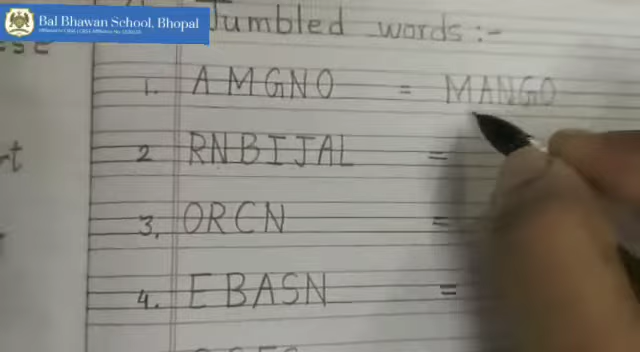 Bal Bhawan School, Bhopal
Jumbled words:-
1. AMGNO = MANGO
2 RNBIJAL =
3. ORCN =
4. EBASN =